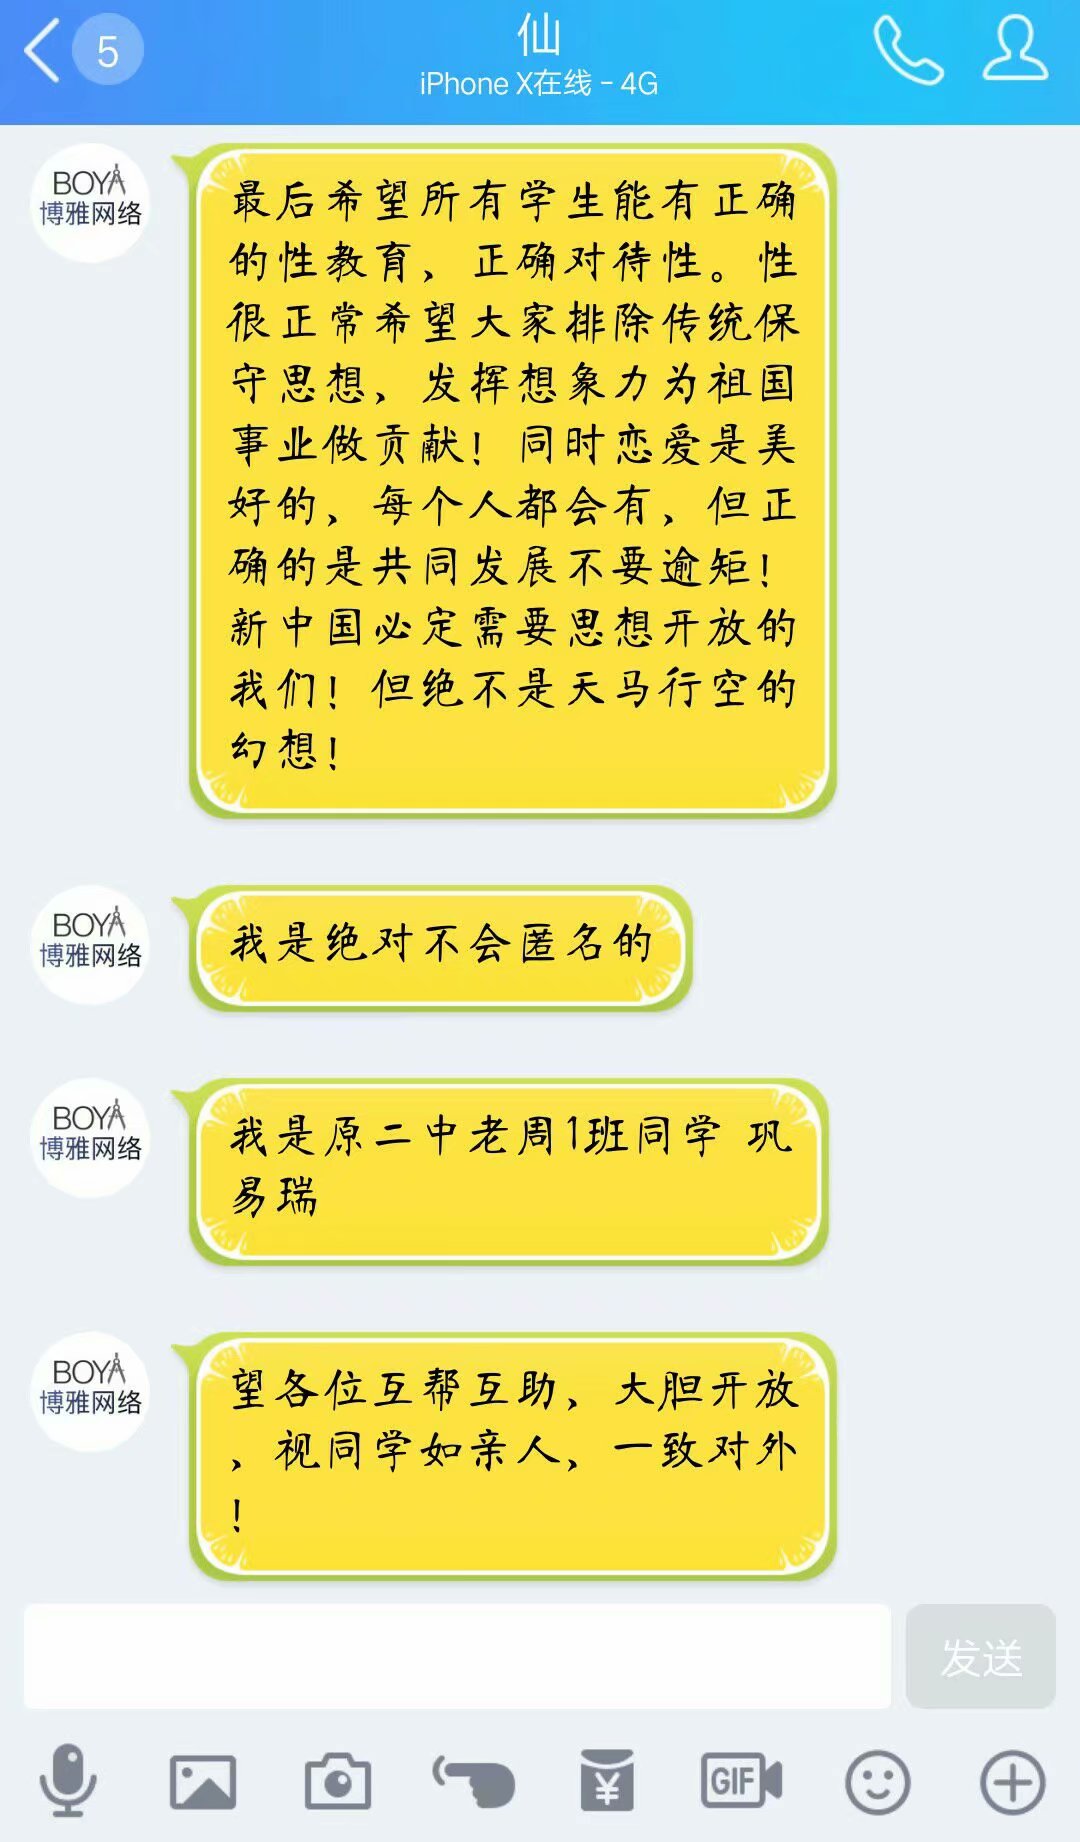 5
仙
iPhone X在线 - 4G
BOYA
博雅网络
最后希望所有学生能有正确
的性教育、正确对待性。性
很正常希望大家排除传统保
守思想、发挥想象力为祖国
事业做贡献！同时恋爱是美
好的、每个人都会有、但正
确的是共同发展不要逾矩！
新中国必定需要思想开放的
我们！但绝不是天马行空的
幻想！
BOYA
博雅网络
我是绝对不会匿名的
BOYA
博雅网络
我是原二中老周1班同学 巩
易瑞
BOYA
博雅网络
望各位互帮互助、大胆开放
、视同学如亲人、一致对外
！
发送
¥
GIF